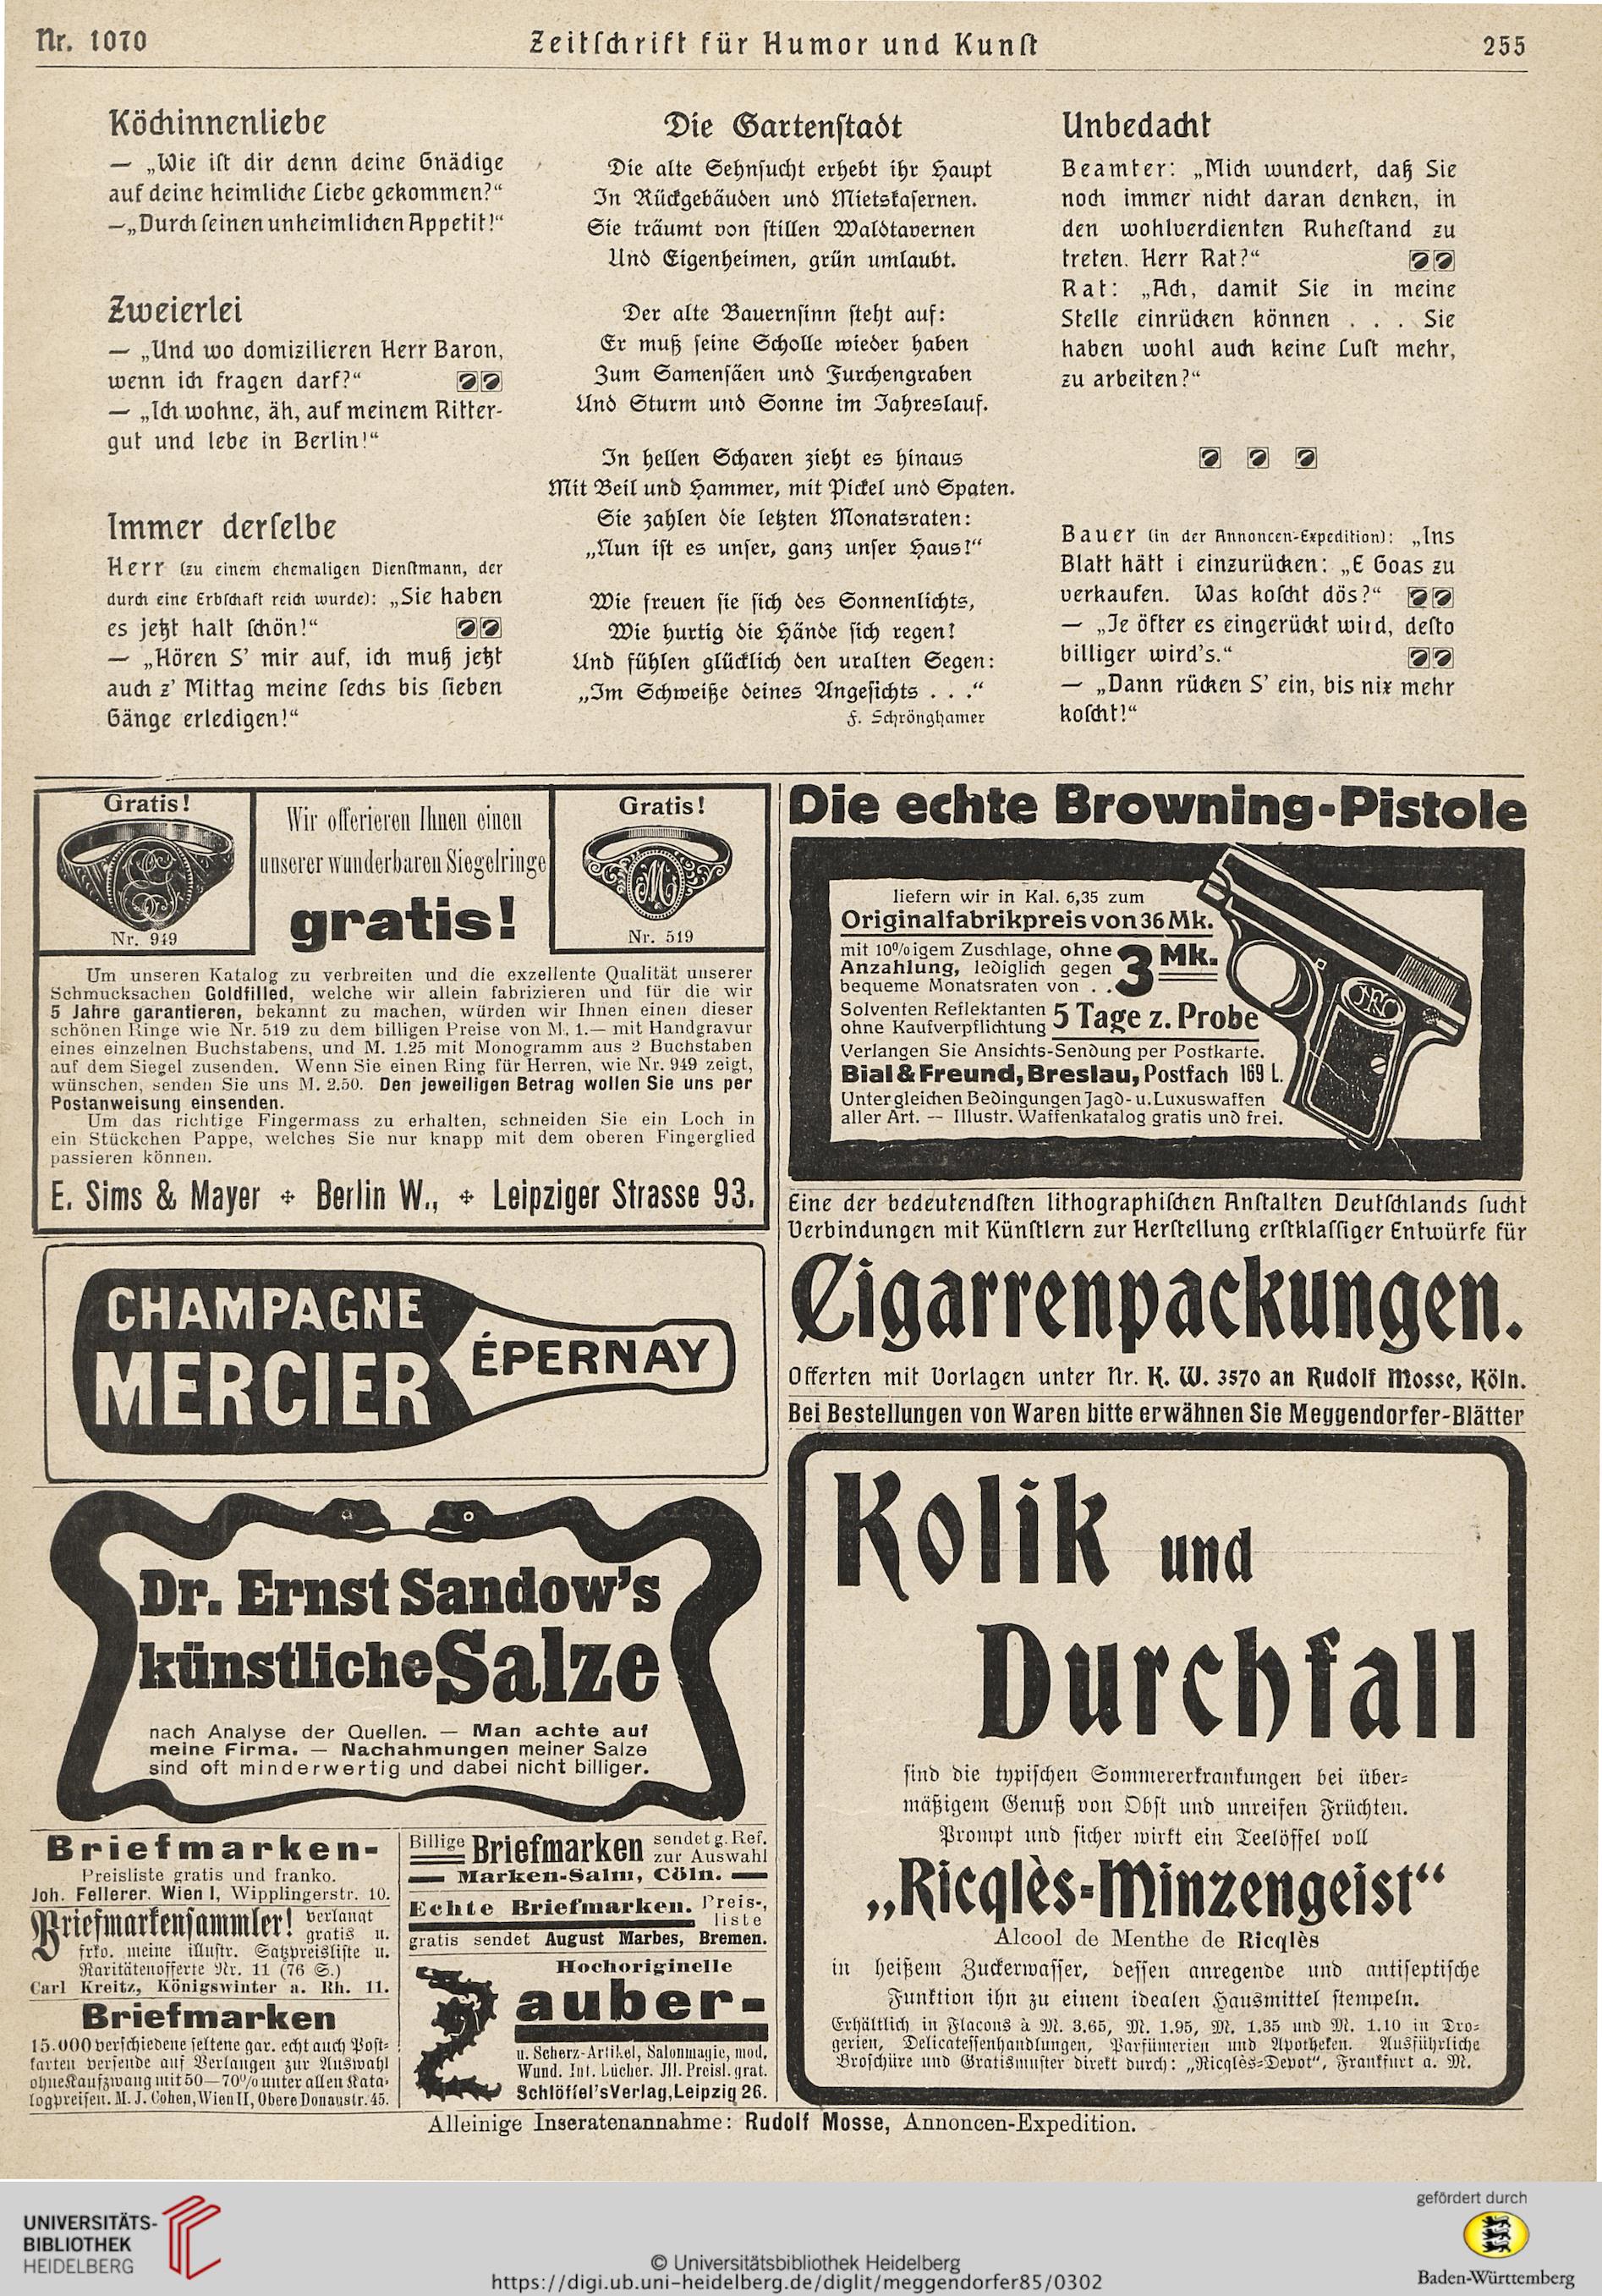 Nr. 1070
Zeitschrift für Humor und Kunst
255
Köchinnenliebe
— „Wie ist dir denn deine Gnädige
auf deine heimliche Liebe gekommen?“
— „Durch seinen unheimlichen Appetit!“
Zweierlei
— „Und wo domizilieren Herr Baron,
wenn ich fragen darf?“
— „Ich wohne, äh, auf meinem Ritter-
gut und lebe in Berlin!“
Immer derselbe
Herr (zu einem ehemaligen Dienstmann, der
durch eine Erbschaft reich wurde): „Sie haben
es jetzt halt schön!“
— „Hören S' mir auf, ich muß jetzt
auch z' Mittag meine sechs bis sieben
Gänge erledigen!“
Die Gartenstadt
Die alte Sehnsucht erhebt ihr Haupt
In Rückgebäuden und Mietskasernen.
Sie träumt von stillen Waldtavernen
Und Eigenheimen, grün umlaubt.
Der alte Bauernsinn steht auf:
Er muß seine Scholle wieder haben
Zum Samensäen und Furchengraben
Und Sturm und Sonne im Jahreslauf.
In hellen Scharen zieht es hinaus
Mit Beil und Hammer, mit Pickel und Spaten.
Sie zahlen die letzten Monatsraten:
„Nun ist es unser, ganz unser Haus!“
Wie freuen sie sich des Sonnenlichts,
Wie hurtig die Hände sich regen!
Und fühlen glücklich den uralten Segen:
„Im Schweiße deines Angesichts . . .“
F. Schrönghamer
Unbedacht
Beamter: „Mich wundert, daß Sie
noch immer nicht daran denken, in
den wohlverdienten Ruhestand zu
treten. Herr Rat?“
Rat: „Ach, damit Sie in meine
Stelle einrücken können . . . Sie
haben wohl auch keine Lust mehr,
zu arbeiten?“
Bauer (in der Annoncen-Expedition): „Ins
Blatt hätt i einzurücken: „E Goas zu
verkaufen. Was koscht dös?“
— „Je öfter es eingerückt wird, desto
billiger wird's.“
— „Dann rücken S' ein, bis nix mehr
koscht!“
Gratis!
Nr. 949
Wir offerieren Ihnen einen
unserer wunderbaren Siegelringe
gratis!
Gratis!
Nr. 519
Um unseren Katalog zu verbreiten und die exzellente Qualität unserer
Schmucksachen Goldfilled, welche wir allein fabrizieren und für die wir
5 Jahre garantieren, bekannt zu machen, würden wir Ihnen einen dieser
schönen Ringe wie Nr. 519 zu dem billigen Preise von M. 1.— mit Handgravur
eines einzelnen Buchstabens, und M. 1.25 mit Monogramm aus 2 Buchstaben
auf dem Siegel zusenden. Wenn Sie einen Ring für Herren, wie Nr. 949 zeigt,
wünschen, senden Sie uns M. 2.50. Den jeweiligen Betrag wollen Sie uns per
Postanweisung einsenden.
Um das richtige Fingermass zu erhalten, schneiden Sie ein Loch in
ein Stückchen Pappe, welches Sie nur knapp mit dem oberen Fingerglied
passieren können.
E. Sims & Mayer ✢ Berlin W., ✢ Leipziger Strasse 93.
Die echte Browning-Pistole
liefern wir in Kal. 6,35 zum
Originalfabrikpreis von 36 Mk.
mit 10%igem Zuschlage, ohne
Anzahlung, lediglich gegen
bequeme Monatsraten von . . 3 Mk.
Solventen Reflektanten
ohne Kaufverpflichtung 5 Tage z. Probe
Verlangen Sie Ansichts-Sendung per Postkarte.
Bial & Freund, Breslau, Postfach 169 L.
Unter gleichen Bedingungen Jagd- u. Luxuswaffen
aller Art. — Illustr. Waffenkatalog gratis und frei.
FN
Eine der bedeutendsten lithographischen Anstalten Deutschlands sucht
Verbindungen mit Künstlern zur Herstellung erstklassiger Entwürfe für
Cigarrenpackungen.
Offerten mit Vorlagen unter Nr. K. W. 3570 an Rudolf Mosse, Köln.
Bei Bestellungen von Waren bitte erwähnen Sie Meggendorfer-Blätter
CHAMPAGNE
MERCIER
ÉPERNAY
Dr. Ernst Sandow's
künstliche Salze
nach Analyse der Quellen. — Man achte auf
meine Firma. — Nachahmungen meiner Salze
sind oft minderwertig und dabei nicht billiger.
Kolik und
Durchfall
sind die typischen Sommererkrankungen bei über-
mäßigem Genuß von Obst und unreifen Früchten.
Prompt und sicher wirkt ein Teelöffel voll
„Ricqlès-Minzengeist“
Alcool de Menthe de Ricqlès
in heißem Zuckerwasser, dessen anregende und antiseptische
Funktion ihn zu einem idealen Hausmittel stempeln.
Erhältlich in Flacons à M. 3.65, M. 1.95, M. 1.35 und M. 1.10 in Dro-
gerien, Delicatessenhandlungen, Parfümerien und Apotheken. Ausführliche
Broschüre und Gratismuster direkt durch: „Ricqlès-Depot“, Frankfurt a. M.
Briefmarken-
Preisliste gratis und franko.
Joh. Fellerer. Wien I, Wipplingerstr. 10.
Briefmarkensammler! verlangt
gratis u.
frko. meine illustr. Satzpreisliste u.
Raritätenofferte Nr. 11 (76 S.)
Carl Kreitz, Königswinter a. Rh. 11.
Briefmarken
15.000 verschiedene seltene gar. echt auch Post-
karten versende auf Verlangen zur Auswahl
ohne Kaufzwang mit 50—70% unter allen Kata-
logpreisen. M. J. Cohen, Wien II, Obere Donaustr. 45.
Billige Briefmarken sendet g. Ref.
zur Auswahl
Marken-Salm, Cöln.
Echte Briefmarken. Preis-,
liste
gratis sendet August Marbes, Bremen.
Hochoriginelle
Zauber-
u. Scherz-Artikel, Salonmagie, mod.
Wund. Int. Bücher. Ill. Preisl. grat.
Schlöffel's Verlag, Leipzig 26.
Alleinige Inseratenannahme: Rudolf Mosse, Annoncen-Expedition.
UNIVERSITÄTS-
BIBLIOTHEK
HEIDELBERG
© Universitätsbibliothek Heidelberg
https://digi.ub.uni-heidelberg.de/diglit/meggendorfer85/0302
gefördert durch
Baden-Württemberg